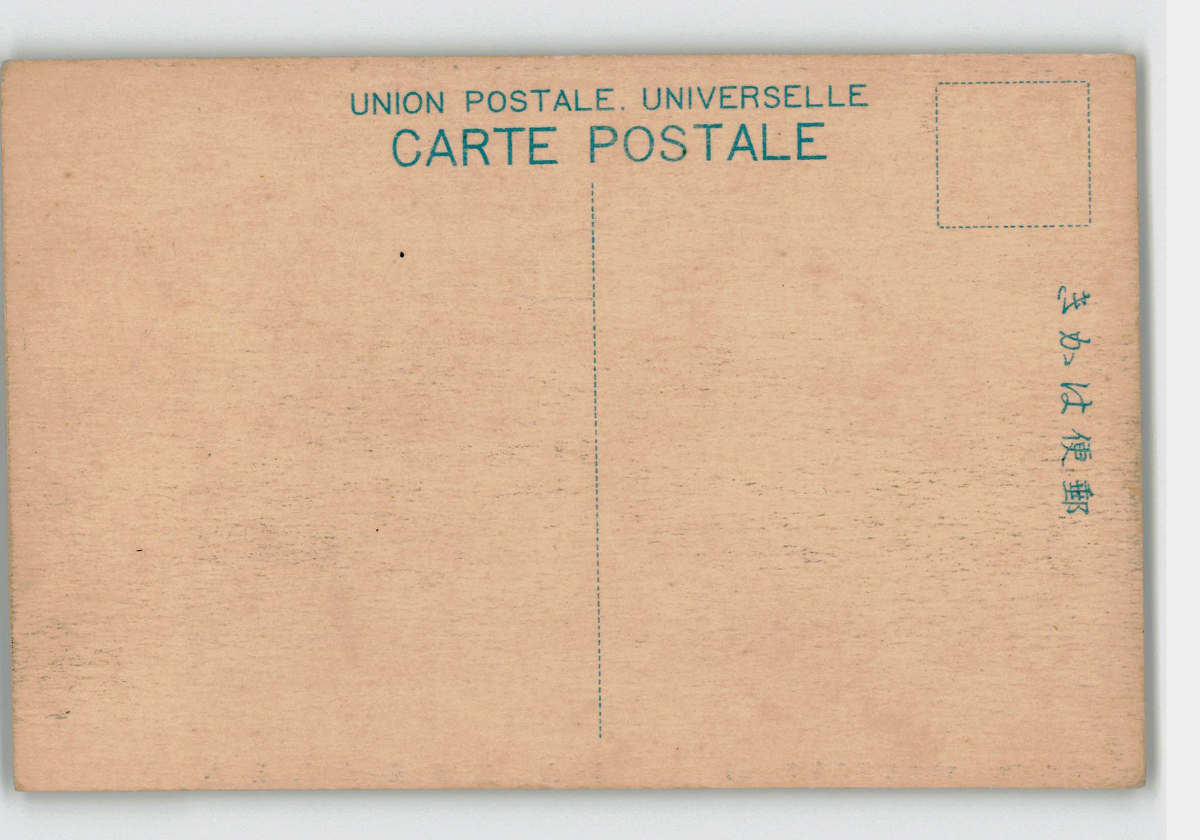 UNION POSTALE. UNIVERSELLE
CARTE POSTALE
郵便はかき